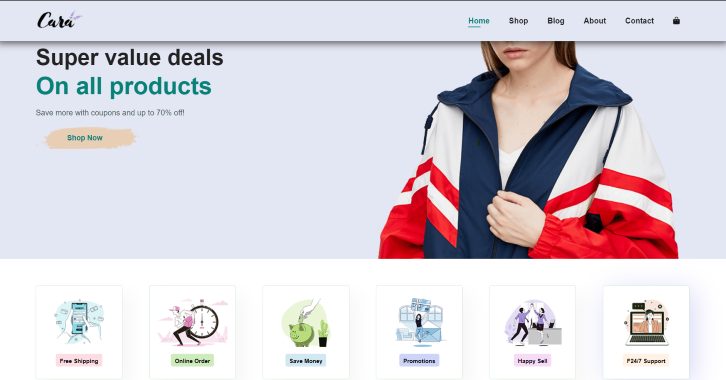 Cara
Home Shop Blog About Contact
Super value deals
On all products
Save more with coupons and up to 70% off!
Shop Now
Free Shipping
Online Order
Save Money
Promotions
Happy Sell
F24/7 Support